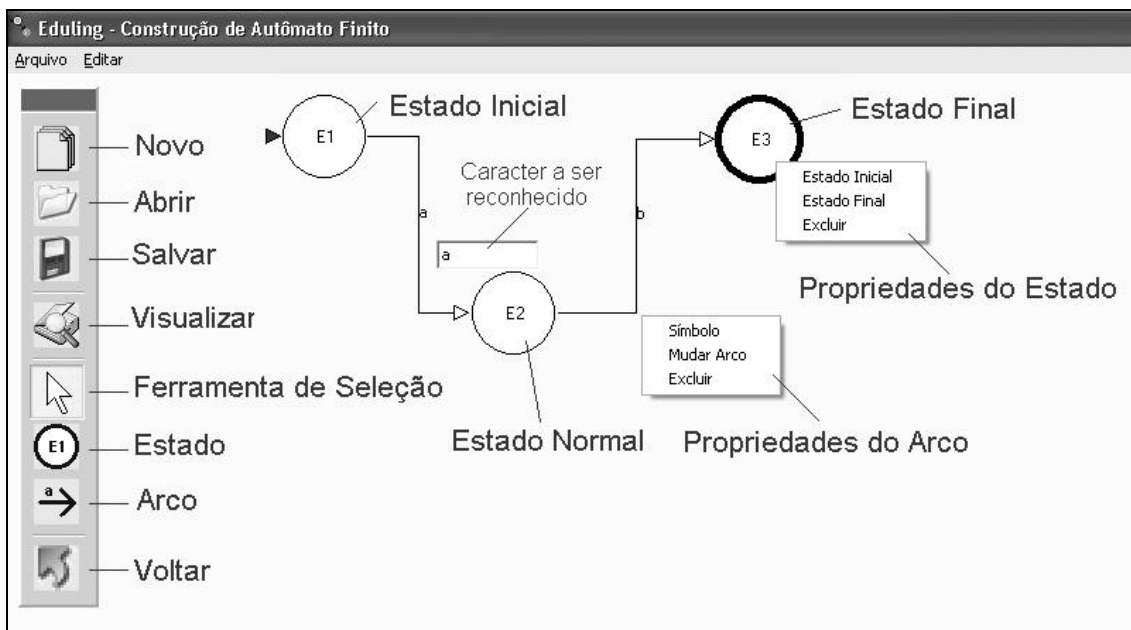 Eduling - Construção de Autômato Finito
Arquivo Editar
Novo
Abrir
Salvar
Visualizar
Ferramenta de Seleção
E1
Estado
a
Arco
Voltar
E1
Estado Inicial
a
Caracter a ser
reconhecido
a
E2
Estado Normal
b
E3
Estado Final
Estado Inicial
Estado Final
Excluir
Propriedades do Estado
Símbolo
Mudar Arco
Excluir
Propriedades do Arco